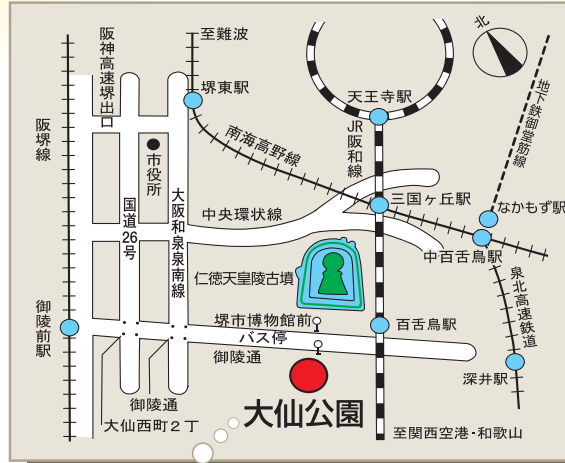 至難波
北
阪神高速堺出口
堺東駅
天王寺駅
地下鉄御堂筋線
阪堺線
市役所
南海高野線
JR阪和線
国道26号
大阪和泉泉南線
中央環状線
三国ヶ丘駅
なかもず駅
中百舌鳥駅
仁徳天皇陵古墳
泉北高速鉄道
御陵前駅
堺市博物館前
バス停
百舌鳥駅
御陵通
深井駅
御陵通
大仙西町2丁
大仙公園
至関西空港・和歌山